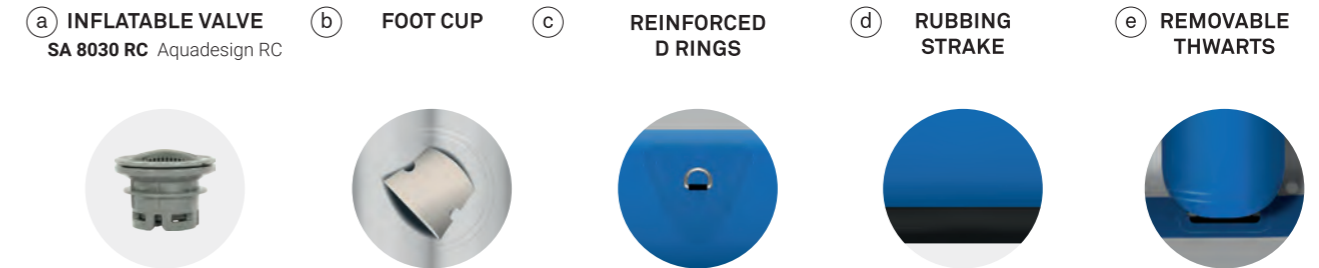 a INFLATABLE VALVE
SA 8030 RC Aquadesign RC
b FOOT CUP
c REINFORCED
D RINGS
d RUBBING
STRAKE
e REMOVABLE
THWARTS